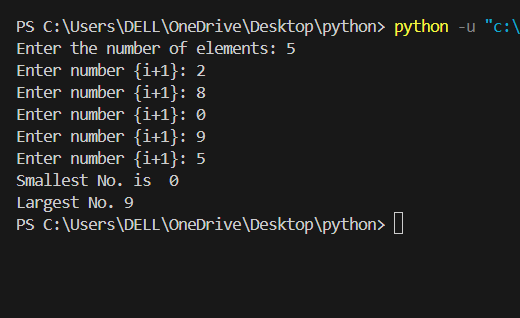 PS C:\Users\DELL\OneDrive\Desktop\python> python -u "c:\
Enter the number of elements: 5
Enter number {i+1}: 2
Enter number {i+1}: 8
Enter number {i+1}: 0
Enter number {i+1}: 9
Enter number {i+1}: 5
Smallest No. is  0
Largest No. 9
PS C:\Users\DELL\OneDrive\Desktop\python>